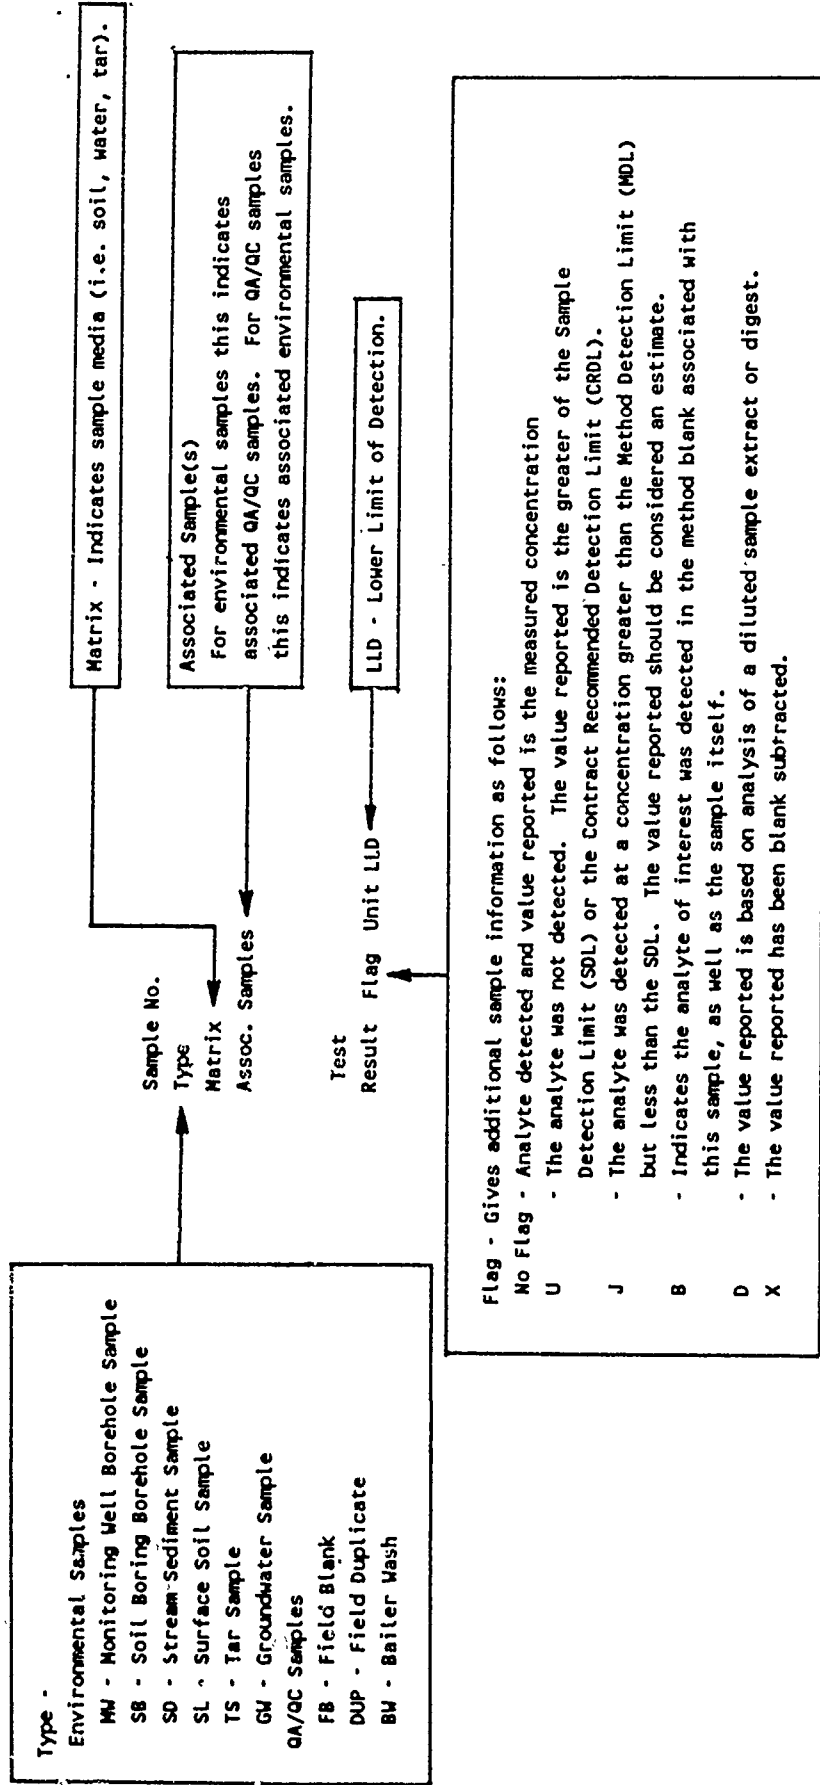 Type -
Environmental Samples
MW - Monitoring Well Borehole Sample
SB - Soil Boring Borehole Sample
SD - Stream Sediment Sample
SL - Surface Soil Sample
TS - Tar Sample
GW - Groundwater Sample
QA/QC Samples
FB - Field Blank
DUP - Field Duplicate
BW - Bailer Wash
Sample No.
Type
Matrix
Assoc. Samples
Test
Result Flag Unit LLD
Matrix - Indicates sample media (i.e. soil, water, tar).
Associated Sample(s)
For environmental samples this indicates
associated QA/QC samples. For QA/QC samples
this indicates associated environmental samples.
LLD - Lower Limit of Detection.
Flag - Gives additional sample information as follows:
No Flag - Analyte detected and value reported is the measured concentration
U - The analyte was not detected. The value reported is the greater of the Sample
Detection Limit (SDL) or the Contract Recommended Detection Limit (CRDL).
J - The analyte was detected at a concentration greater than the Method Detection Limit (MDL)
but less than the SDL. The value reported should be considered an estimate.
B - Indicates the analyte of interest was detected in the method blank associated with
this sample, as well as the sample itself.
D - The value reported is based on analysis of a diluted sample extract or digest.
X - The value reported has been blank subtracted.